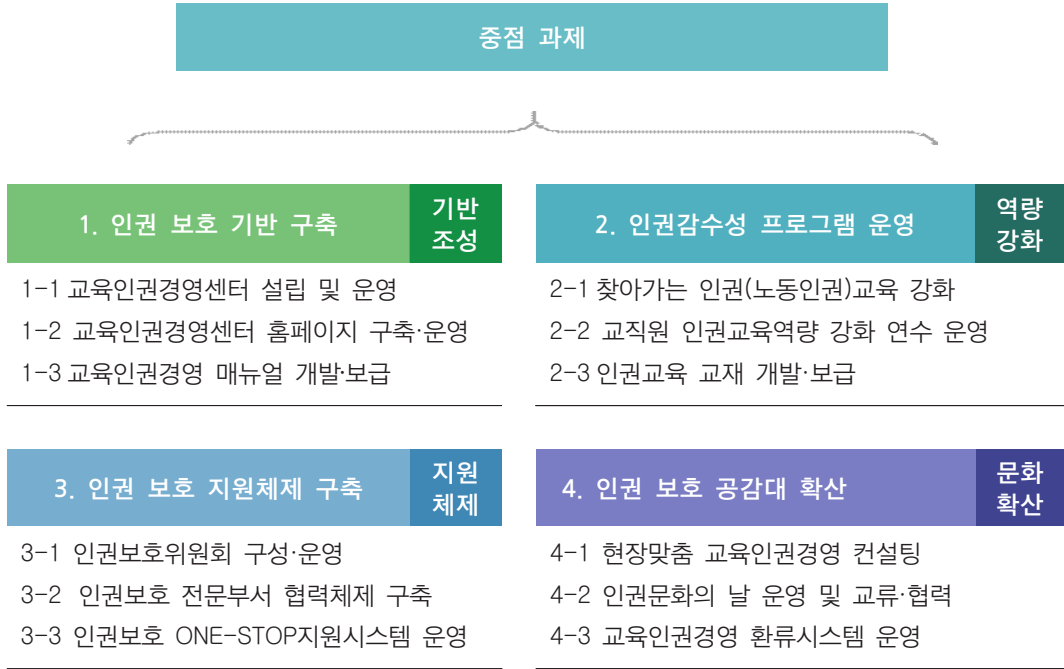 중점 과제
1. 인권 보호 기반 구축
기반
조성
1-1 교육인권경영센터 설립 및 운영
1-2 교육인권경영센터 홈페이지 구축·운영
1-3 교육인권경영 매뉴얼 개발·보급
2. 인권감수성 프로그램 운영
역량
강화
2-1 찾아가는 인권(노동인권)교육 강화
2-2 교직원 인권교육역량 강화 연수 운영
2-3 인권교육 교재 개발·보급
3. 인권 보호 지원체제 구축
지원
체제
3-1 인권보호위원회 구성·운영
3-2 인권보호 전문부서 협력체제 구축
3-3 인권보호 ONE-STOP지원시스템 운영
4. 인권 보호 공감대 확산
문화
확산
4-1 현장맞춤 교육인권경영 컨설팅
4-2 인권문화의 날 운영 및 교류·협력
4-3 교육인권경영 환류시스템 운영